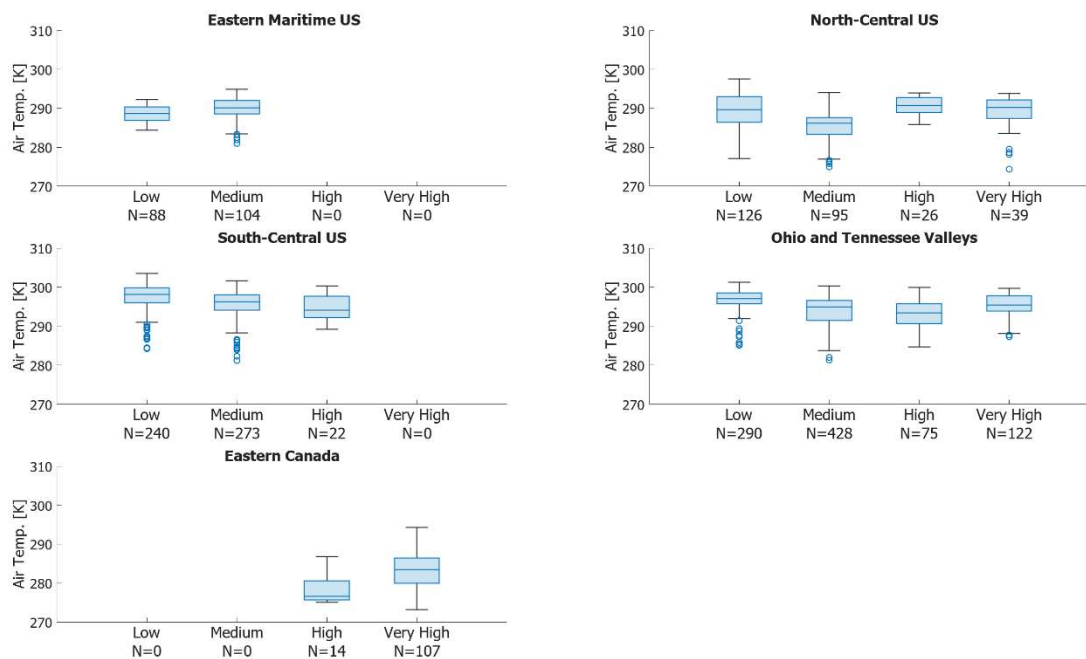 Eastern Maritime US
310
300
290
280
270
Air Temp. [K]
Low Medium High Very High
N=88 N=104 N=0 N=0
North-Central US
310
300
290
280
270
Air Temp. [K]
Low Medium High Very High
N=126 N=95 N=26 N=39
South-Central US
310
300
290
280
270
Air Temp. [K]
Low Medium High Very High
N=240 N=273 N=22 N=0
Ohio and Tennessee Valleys
310
300
290
280
270
Air Temp. [K]
Low Medium High Very High
N=290 N=428 N=75 N=122
Eastern Canada
310
300
290
280
270
Air Temp. [K]
Low Medium High Very High
N=0 N=0 N=14 N=107